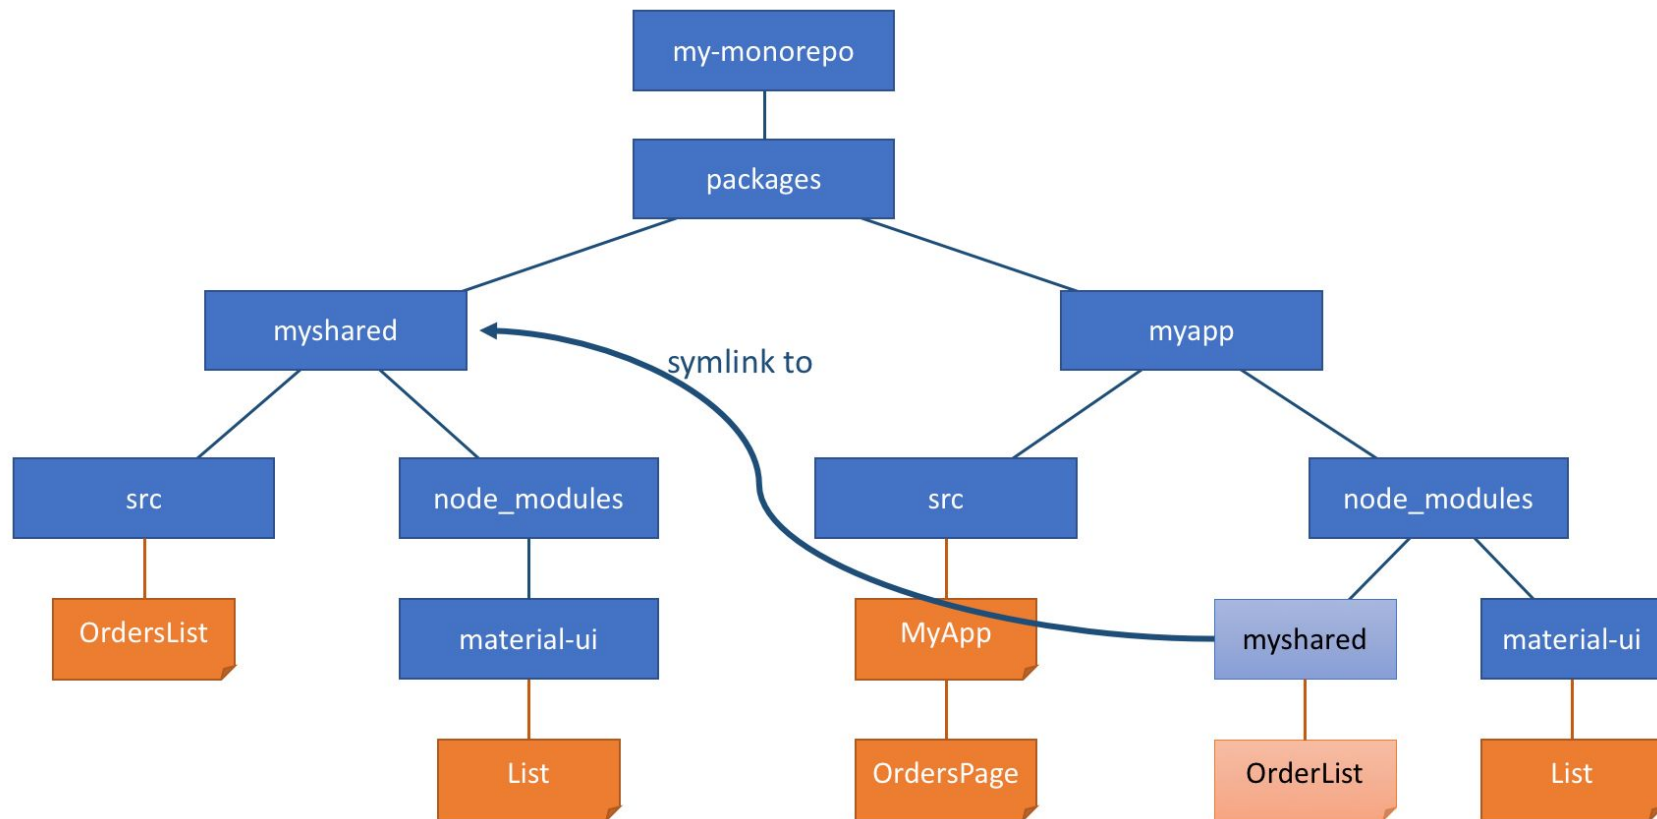 my-monorepo
packages
myshared
symlink to
myapp
src
node_modules
src
node_modules
OrdersList
material-ui
MyApp
myshared
material-ui
List
OrdersPage
OrderList
List